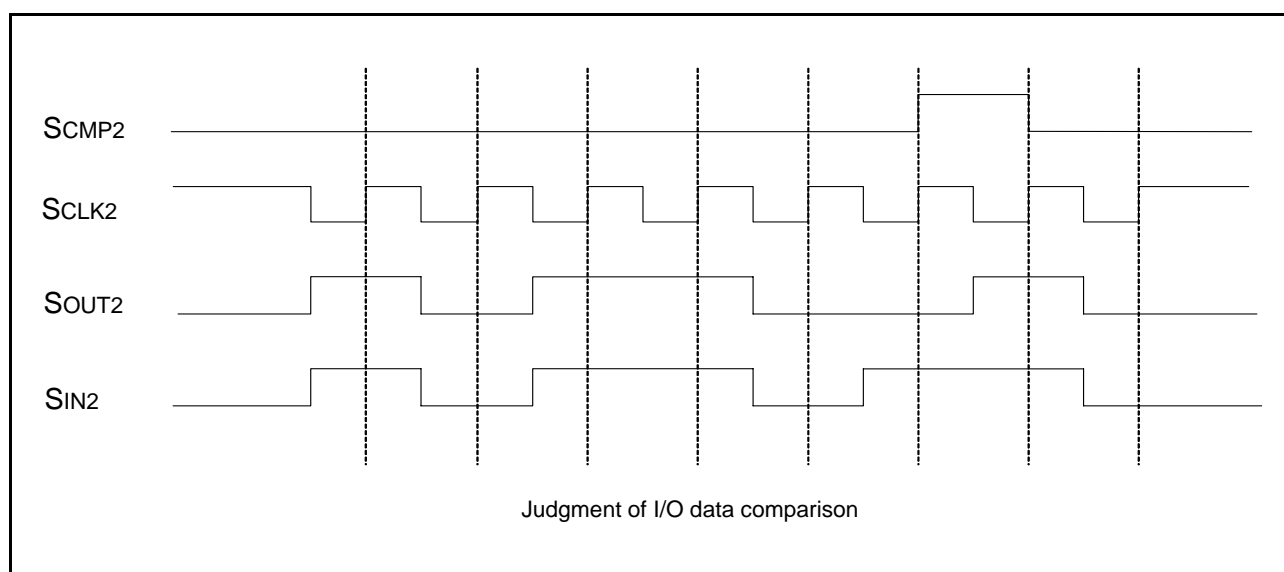 SCMP2
SCLK2
SOUT2
SIN2
Judgment of I/O data comparison